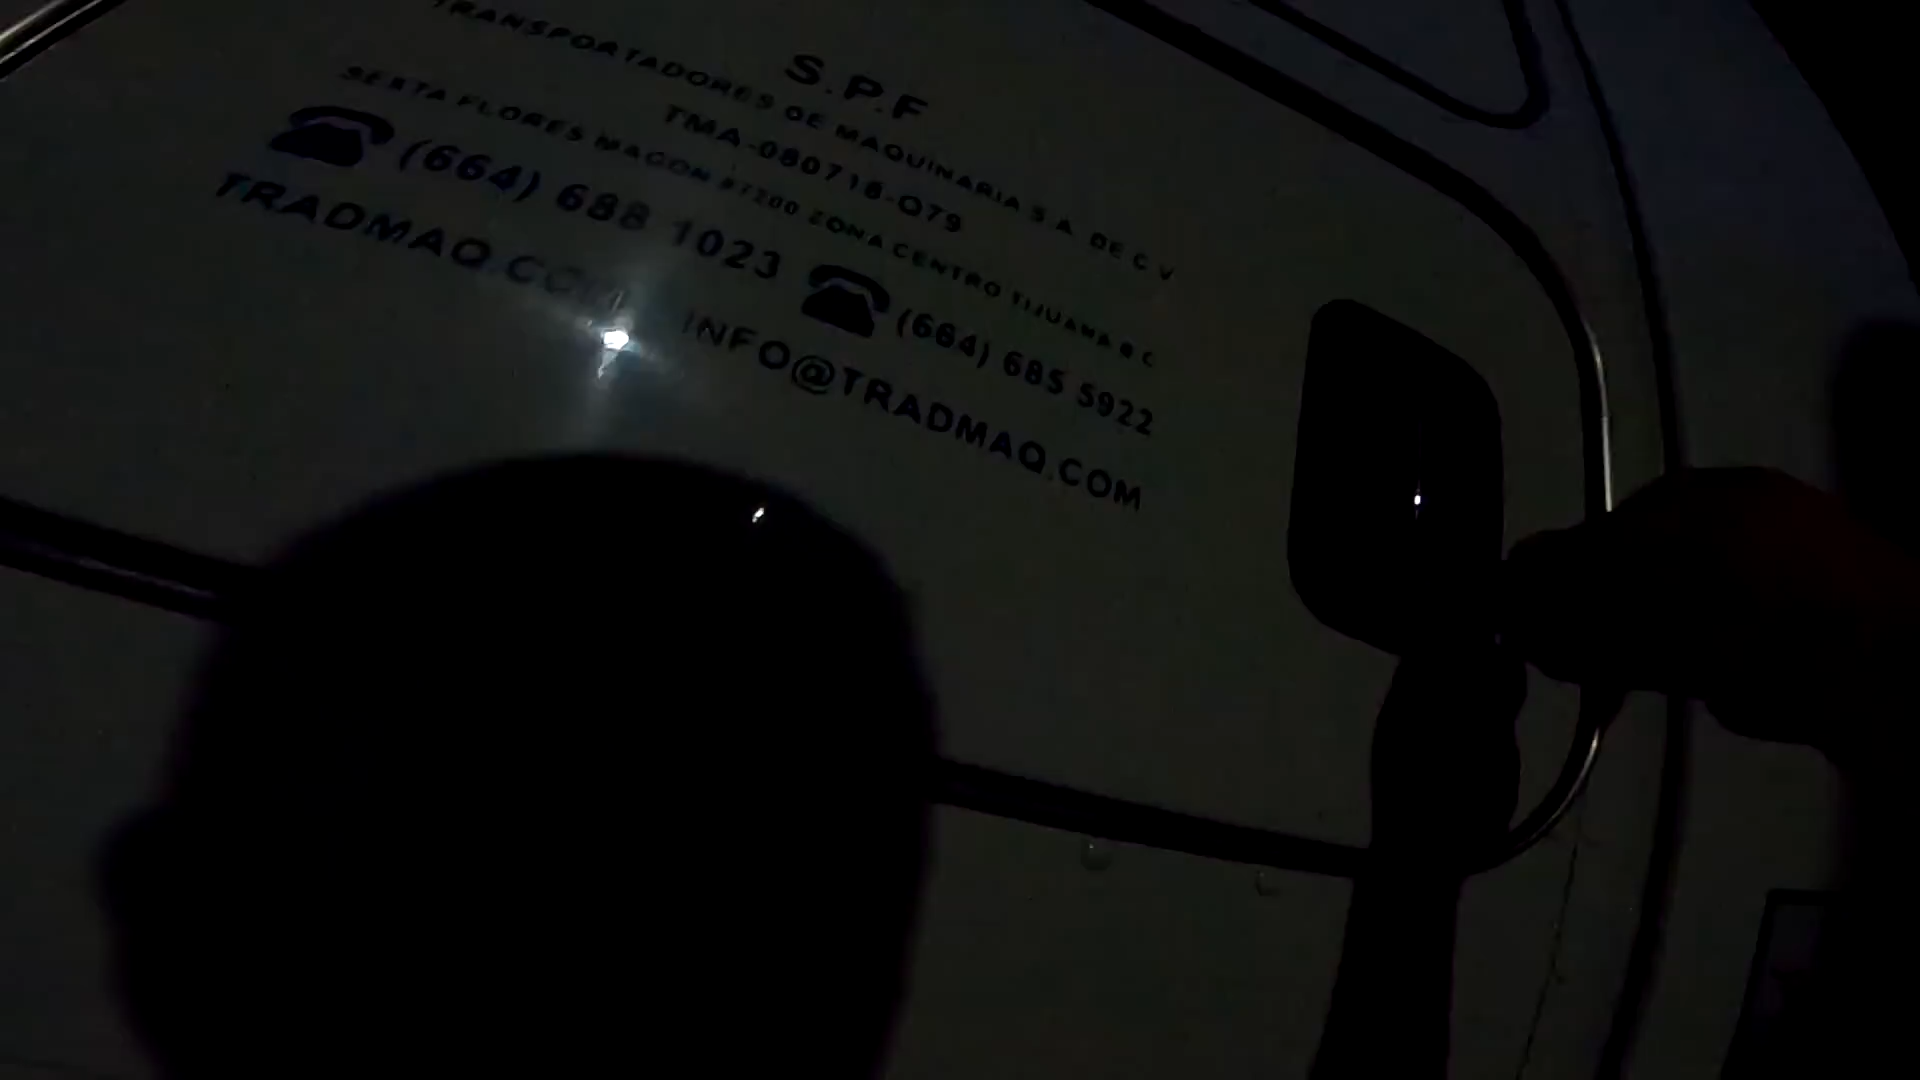 S.P.F
TRANSPORTADORES DE MAQUINARIA S.A. DE C.V
TMA-080718-Q79
SEXTA FLORES MAGON #7200 ZONA CENTRO TIJUANA B.C
(664) 688 1023 (664) 685 5922
TRADMAQ.COM INFO@TRADMAQ.COM